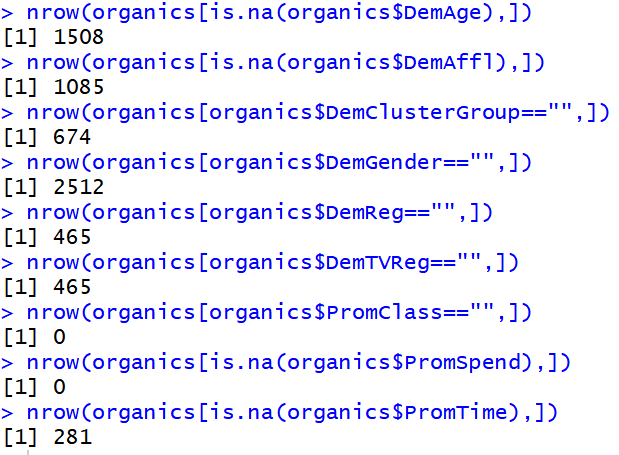 > nrow(organics[is.na(organics$DemAge),])
[1] 1508
> nrow(organics[is.na(organics$DemAffl),])
[1] 1085
> nrow(organics[organics$DemClusterGroup=="",])
[1] 674
> nrow(organics[organics$DemGender=="",])
[1] 2512
> nrow(organics[organics$DemReg=="",])
[1] 465
> nrow(organics[organics$DemTVReg=="",])
[1] 465
> nrow(organics[organics$PromClass=="",])
[1] 0
> nrow(organics[is.na(organics$PromSpend),])
[1] 0
> nrow(organics[is.na(organics$PromTime),])
[1] 281